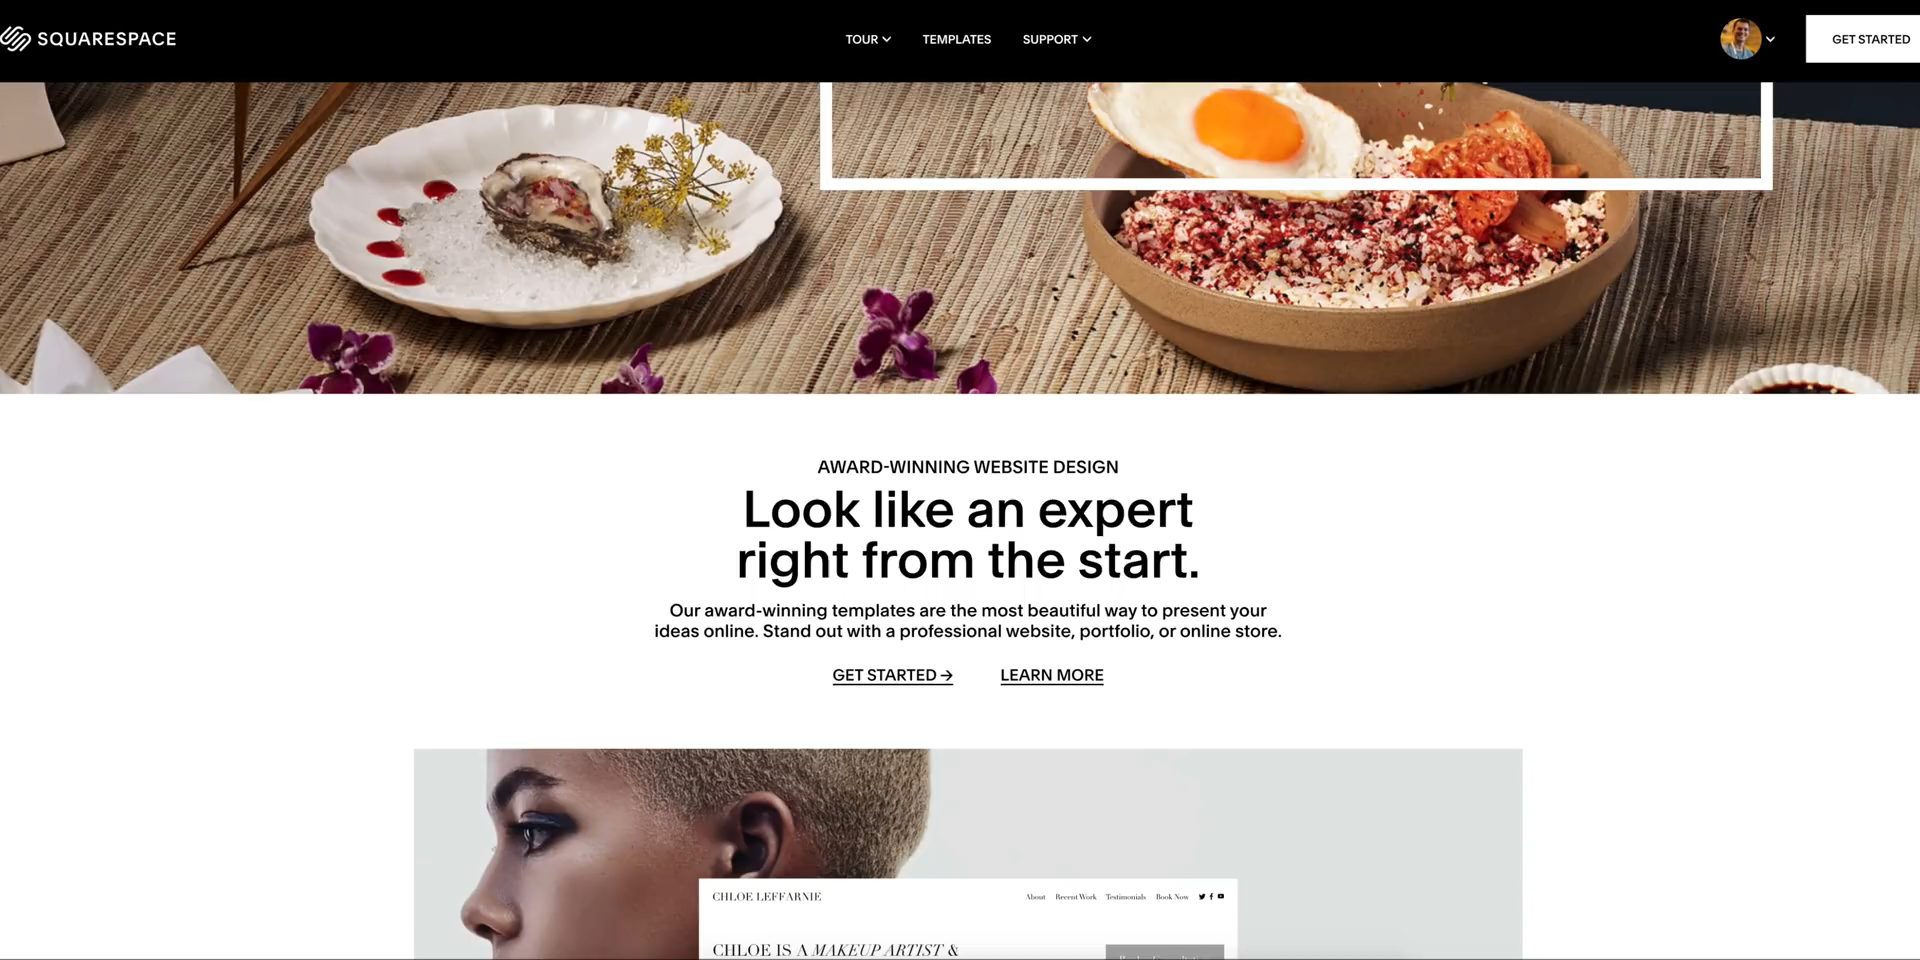 SQUARESPACE
TOUR
TEMPLATES
SUPPORT
GET STARTED
AWARD-WINNING WEBSITE DESIGN
Look like an expert
right from the start.
Our award-winning templates are the most beautiful way to present your
ideas online. Stand out with a professional website, portfolio, or online store.
GET STARTED →
LEARN MORE
CHLOE LEFFARNIE
About
Recent Work
Testimonials
Book Now
CHLOE IS A MAKEUP ARTIST &